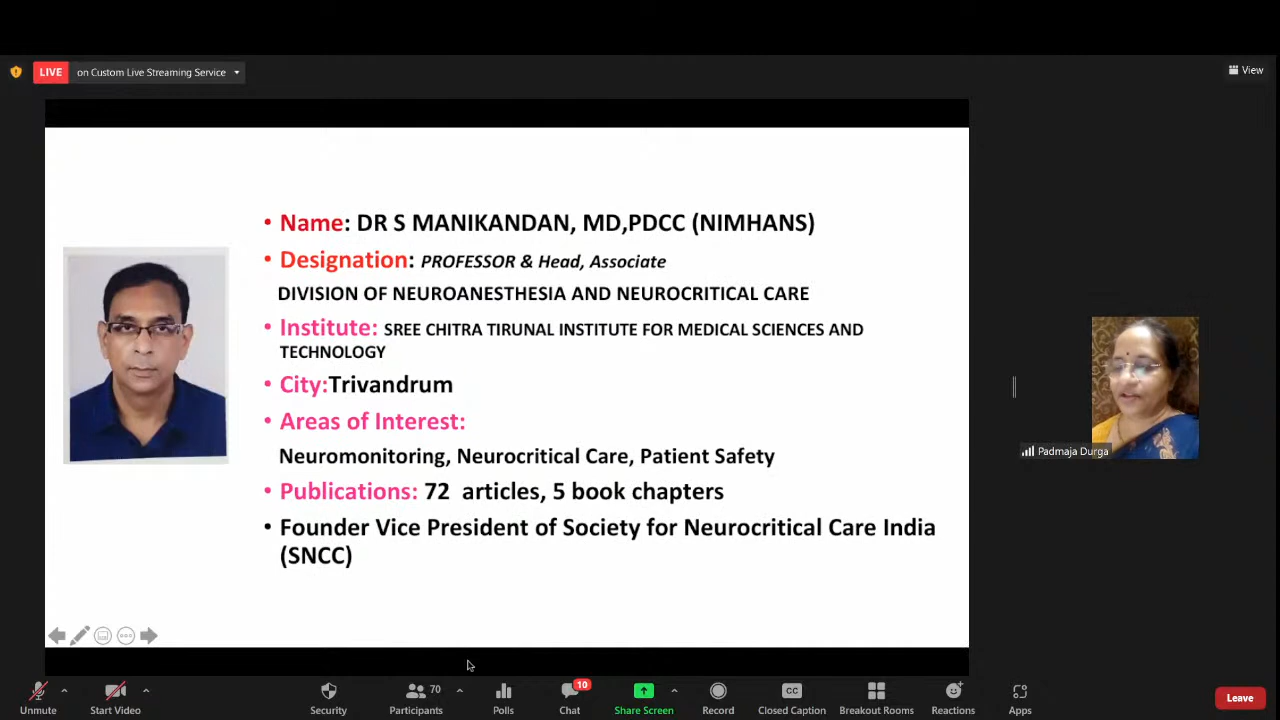 LIVE on Custom Live Streaming Service
View
• Name: DR S MANIKANDAN, MD,PDCC (NIMHANS)
• Designation: PROFESSOR & Head, Associate
DIVISION OF NEUROANESTHESIA AND NEUROCRITICAL CARE
• Institute: SREE CHITRA TIRUNAL INSTITUTE FOR MEDICAL SCIENCES AND
TECHNOLOGY
• City:Trivandrum
• Areas of Interest:
Neuromonitoring, Neurocritical Care, Patient Safety
• Publications: 72 articles, 5 book chapters
• Founder Vice President of Society for Neurocritical Care India
(SNCC)
Padmaja Durga
70
10
CC
Unmute
Start Video
Security
Participants
Polls
Chat
Share Screen
Record
Closed Caption
Breakout Rooms
Reactions
Apps
Leave